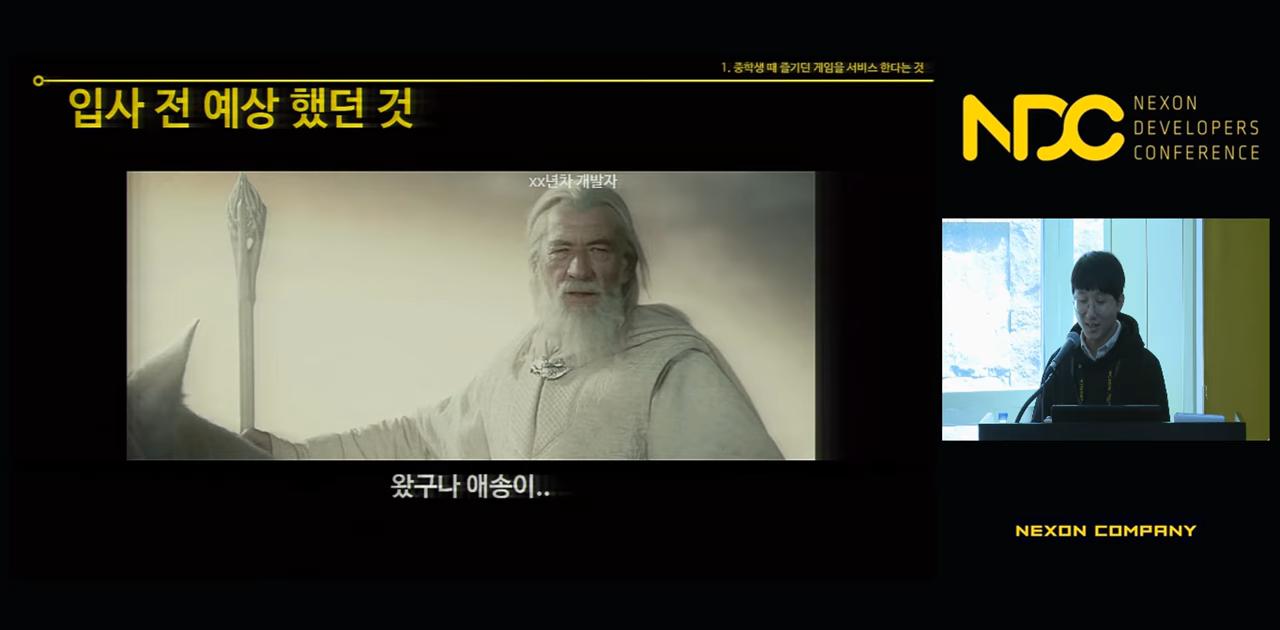 1. 중학생 때 즐기던 게임을 서비스 한다는 것
입사 전 예상 했던 것
xx년차 개발자
왔구나 애송이..
NDC
NEXON
DEVELOPERS
CONFERENCE
NEXON COMPANY